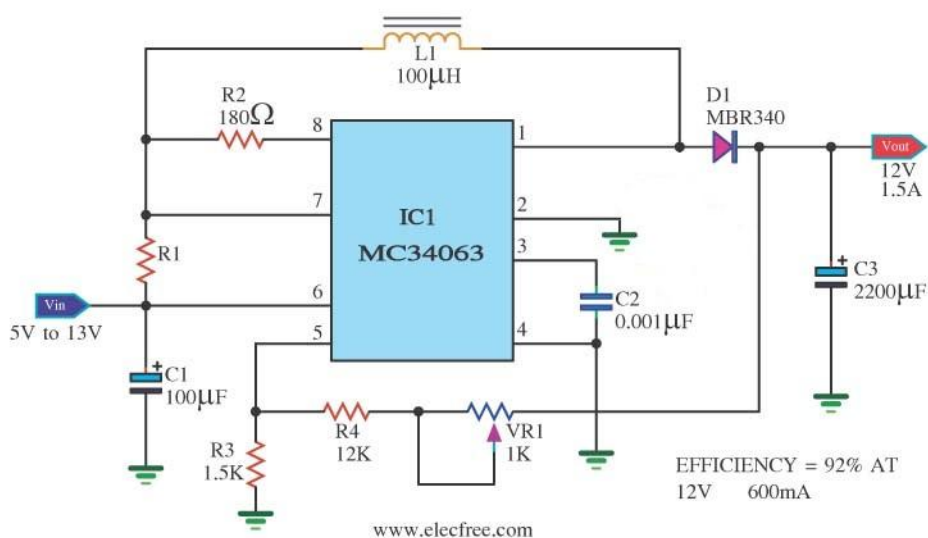 L1
100μH
R2
180Ω
D1
MBR340
8
1
Vout
12V
1.5A
7
2
IC1
MC34063
R1
3
C3
2200μF
Vin
5V to 13V
6
C2
0.001μF
5
4
C1
100μF
R4
12K
VR1
1K
R3
1.5K
EFFICIENCY = 92% AT
12V 600mA
www.elecfree.com